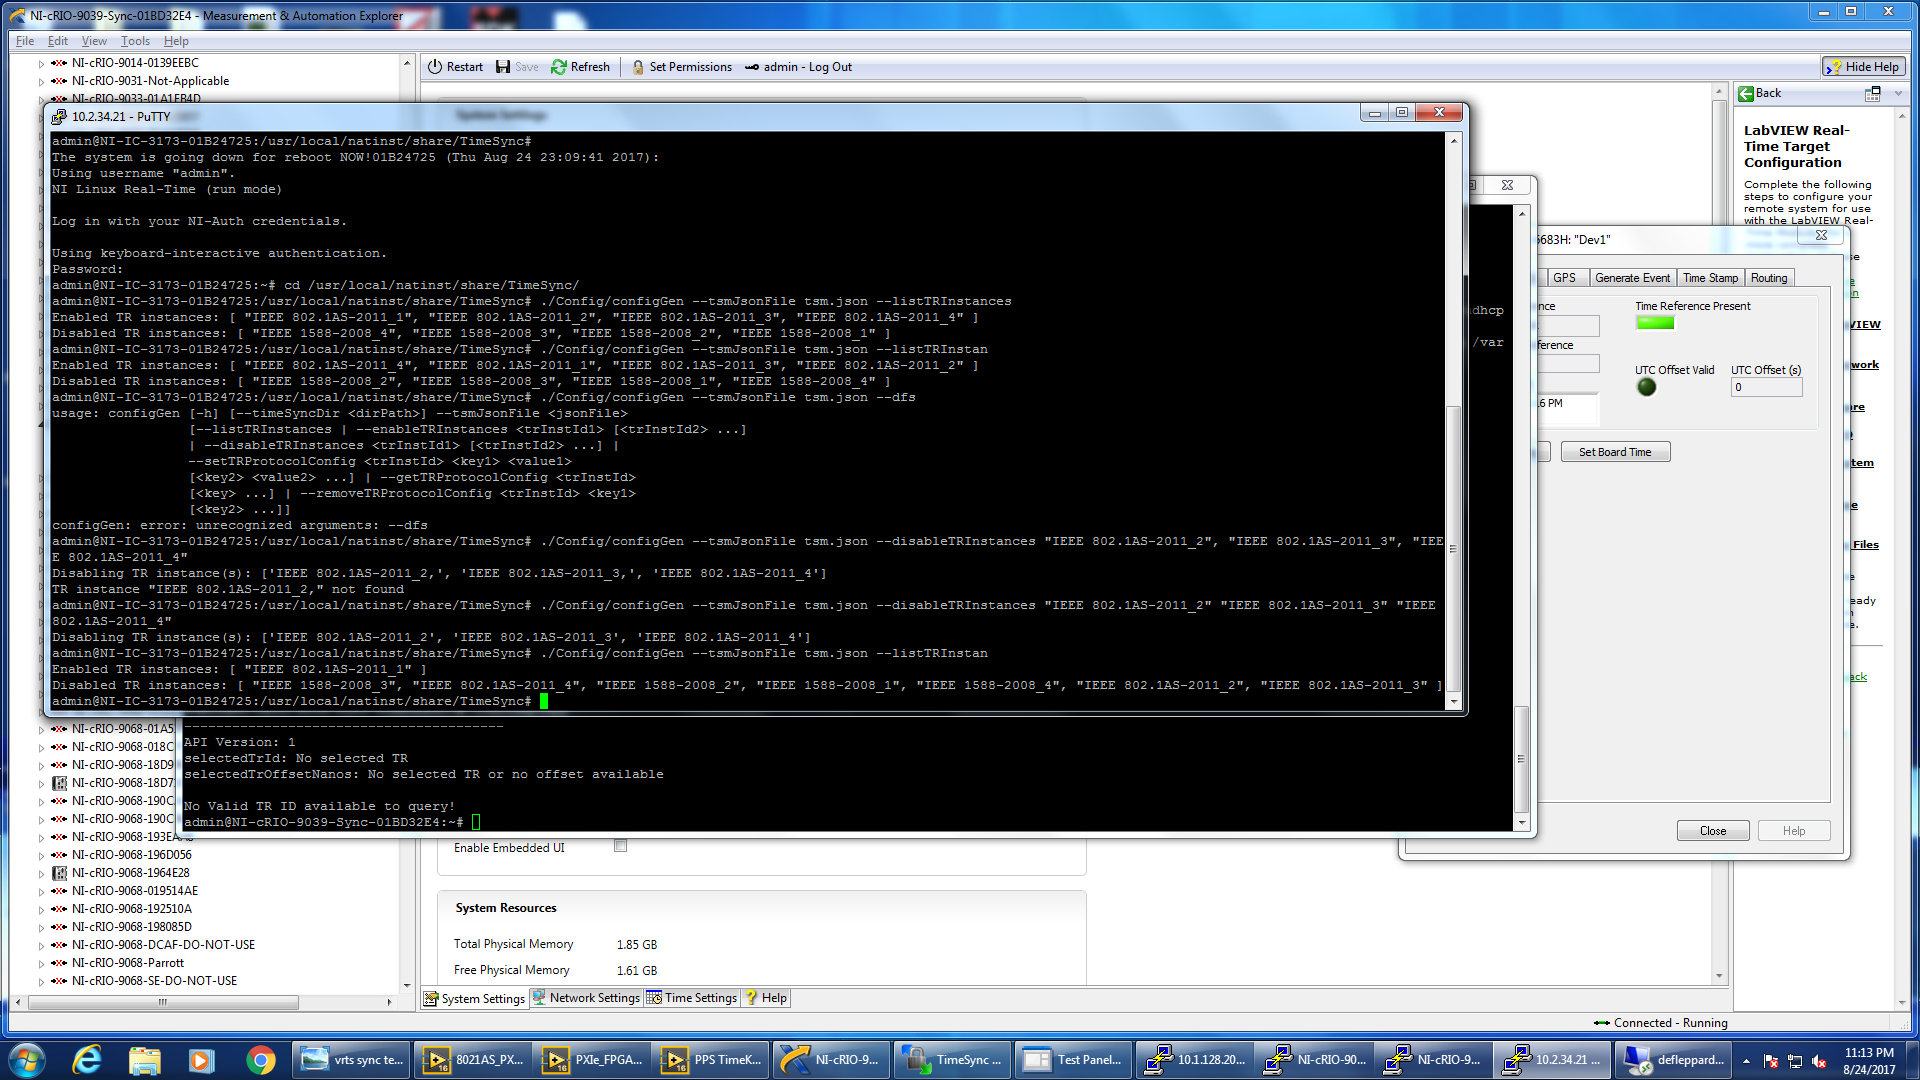 NI-cRIO-9039-Sync-01BD32E4 - Measurement & Automation Explorer
File Edit View Tools Help
NI-cRIO-9014-0139EEBC
NI-cRIO-9031-Not-Applicable
NI-cRIO-9033-01A1FB4D
Restart Save Refresh Set Permissions admin - Log Out
Hide Help
Back
LabVIEW Real-
Time Target
Configuration
Complete the following
steps to configure your
remote system for use
with the LabVIEW Real-
System Settings
10.2.34.21 - PuTTY
admin@NI-IC-3173-01B24725:/usr/local/natinst/share/TimeSync#
The system is going down for reboot NOW!01B24725 (Thu Aug 24 23:09:41 2017):
Using username "admin".
NI Linux Real-Time (run mode)
Log in with your NI-Auth credentials.
Using keyboard-interactive authentication.
Password:
admin@NI-IC-3173-01B24725:~# cd /usr/local/natinst/share/TimeSync/
admin@NI-IC-3173-01B24725:/usr/local/natinst/share/TimeSync# ./Config/configGen --tsmJsonFile tsm.json --listTRInstances
Enabled TR instances: [ "IEEE 802.1AS-2011_1", "IEEE 802.1AS-2011_2", "IEEE 802.1AS-2011_3", "IEEE 802.1AS-2011_4" ]
Disabled TR instances: [ "IEEE 1588-2008_4", "IEEE 1588-2008_3", "IEEE 1588-2008_2", "IEEE 1588-2008_1" ]
admin@NI-IC-3173-01B24725:/usr/local/natinst/share/TimeSync# ./Config/configGen --tsmJsonFile tsm.json --listTRInstan
Enabled TR instances: [ "IEEE 802.1AS-2011_4", "IEEE 802.1AS-2011_1", "IEEE 802.1AS-2011_3", "IEEE 802.1AS-2011_2" ]
Disabled TR instances: [ "IEEE 1588-2008_2", "IEEE 1588-2008_3", "IEEE 1588-2008_1", "IEEE 1588-2008_4" ]
admin@NI-IC-3173-01B24725:/usr/local/natinst/share/TimeSync# ./Config/configGen --tsmJsonFile tsm.json --dfs
usage: configGen [-h] [--timeSyncDir <dirPath>] --tsmJsonFile <jsonFile>
[--listTRInstances | --enableTRInstances <trInstId1> [<trInstId2> ...]
| --disableTRInstances <trInstId1> [<trInstId2> ...] |
--setTRProtocolConfig <trInstId> <key1> <value1>
[<key2> <value2> ...] | --getTRProtocolConfig <trInstId>
[<key> ...] | --removeTRProtocolConfig <trInstId> <key1>
[<key2> ...]]
configGen: error: unrecognized arguments: --dfs
admin@NI-IC-3173-01B24725:/usr/local/natinst/share/TimeSync# ./Config/configGen --tsmJsonFile tsm.json --disableTRInstances "IEEE 802.1AS-2011_2", "IEEE 802.1AS-2011_3", "IEE
E 802.1AS-2011_4"
Disabling TR instance(s): ['IEEE 802.1AS-2011_2,', 'IEEE 802.1AS-2011_3,', 'IEEE 802.1AS-2011_4']
TR instance "IEEE 802.1AS-2011_2," not found
admin@NI-IC-3173-01B24725:/usr/local/natinst/share/TimeSync# ./Config/configGen --tsmJsonFile tsm.json --disableTRInstances "IEEE 802.1AS-2011_2" "IEEE 802.1AS-2011_3" "IEEE
802.1AS-2011_4"
Disabling TR instance(s): ['IEEE 802.1AS-2011_2', 'IEEE 802.1AS-2011_3', 'IEEE 802.1AS-2011_4']
admin@NI-IC-3173-01B24725:/usr/local/natinst/share/TimeSync# ./Config/configGen --tsmJsonFile tsm.json --listTRInstan
Enabled TR instances: [ "IEEE 802.1AS-2011_1" ]
Disabled TR instances: [ "IEEE 1588-2008_3", "IEEE 802.1AS-2011_4", "IEEE 1588-2008_2", "IEEE 1588-2008_1", "IEEE 1588-2008_4", "IEEE 802.1AS-2011_2", "IEEE 802.1AS-2011_3" ]
admin@NI-IC-3173-01B24725:/usr/local/natinst/share/TimeSync#
dhcp
/var
6683H: "Dev1"
GPS Generate Event Time Stamp Routing
nce
Time Reference Present
ference
UTC Offset Valid UTC Offset (s)
0
6 PM
Set Board Time
Close Help
VIEW
work
are
tem
Files
eady
ack
NI-cRIO-9068-01A5
NI-cRIO-9068-018C
NI-cRIO-9068-18D9
NI-cRIO-9068-18D7
NI-cRIO-9068-190C
NI-cRIO-9068-190C
NI-cRIO-9068-193EA
NI-cRIO-9068-196D056
NI-cRIO-9068-1964E28
NI-cRIO-9068-019514AE
NI-cRIO-9068-192510A
NI-cRIO-9068-198085D
NI-cRIO-9068-DCAF-DO-NOT-USE
NI-cRIO-9068-Parrott
NI-cRIO-9068-SE-DO-NOT-USE
----------------------------------------
API Version: 1
selectedTrId: No selected TR
selectedTrOffsetNanos: No selected TR or no offset available
No Valid TR ID available to query!
admin@NI-cRIO-9039-Sync-01BD32E4:~#
Enable Embedded UI
System Resources
Total Physical Memory 1.85 GB
Free Physical Memory 1.61 GB
System Settings Network Settings Time Settings Help
Connected - Running
vrts sync te...
8021AS_PX...
PXIe_FPGA...
PPS TimeK...
NI-cRIO-9...
TimeSync ...
Test Panel...
10.1.128.20...
NI-cRIO-90...
NI-cRIO-9...
10.2.34.21 ...
defleppard...
11:13 PM
8/24/2017